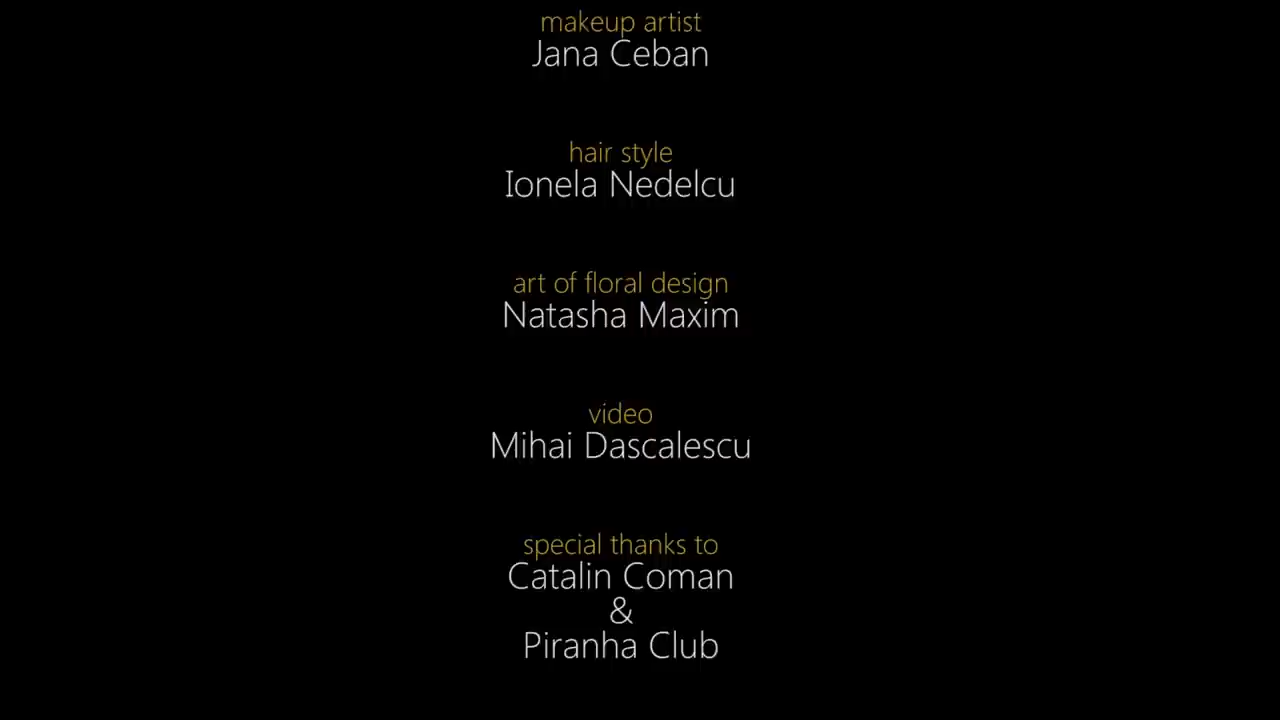 makeup artist
Jana Ceban
hair style
Ionela Nedelcu
art of floral design
Natasha Maxim
video
Mihai Dascalescu
special thanks to
Catalin Coman
&
Piranha Club